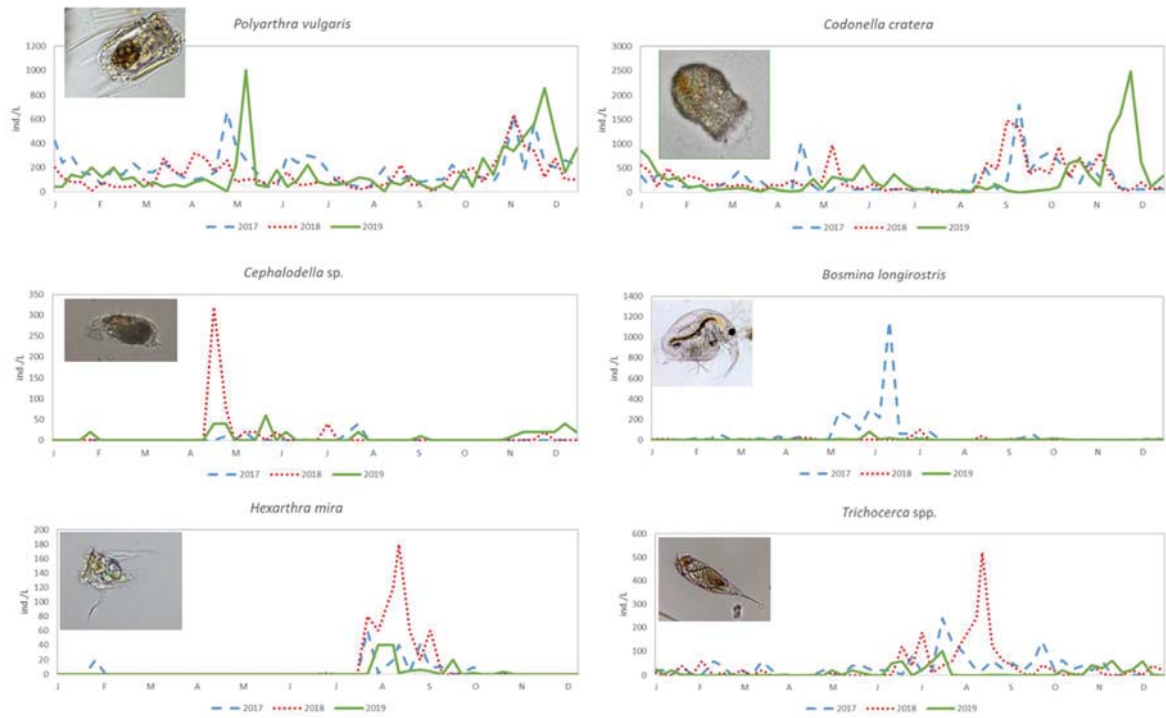 Polyarthra vulgaris
1200
1000
800
600
400
200
0
ind./L
J F M A M J J A S O N D
2017 2018 2019
Codonella cratera
3000
2500
2000
1500
1000
500
0
ind./L
J F M A M J J A S O N D
2017 2018 2019
Cephalodella sp.
350
300
250
200
150
100
50
0
ind./L
J F M A M J J A S O N D
2017 2018 2019
Bosmina longirostris
1400
1200
1000
800
600
400
200
0
ind./L
J F M A M J J A S O N D
2017 2018 2019
Hexarthra mira
200
180
160
140
120
100
80
60
40
20
0
ind./L
J F M A M J J A S O N D
2017 2018 2019
Trichocerca spp.
600
500
400
300
200
100
0
ind./L
J F M A M J J A S O N D
2017 2018 2019